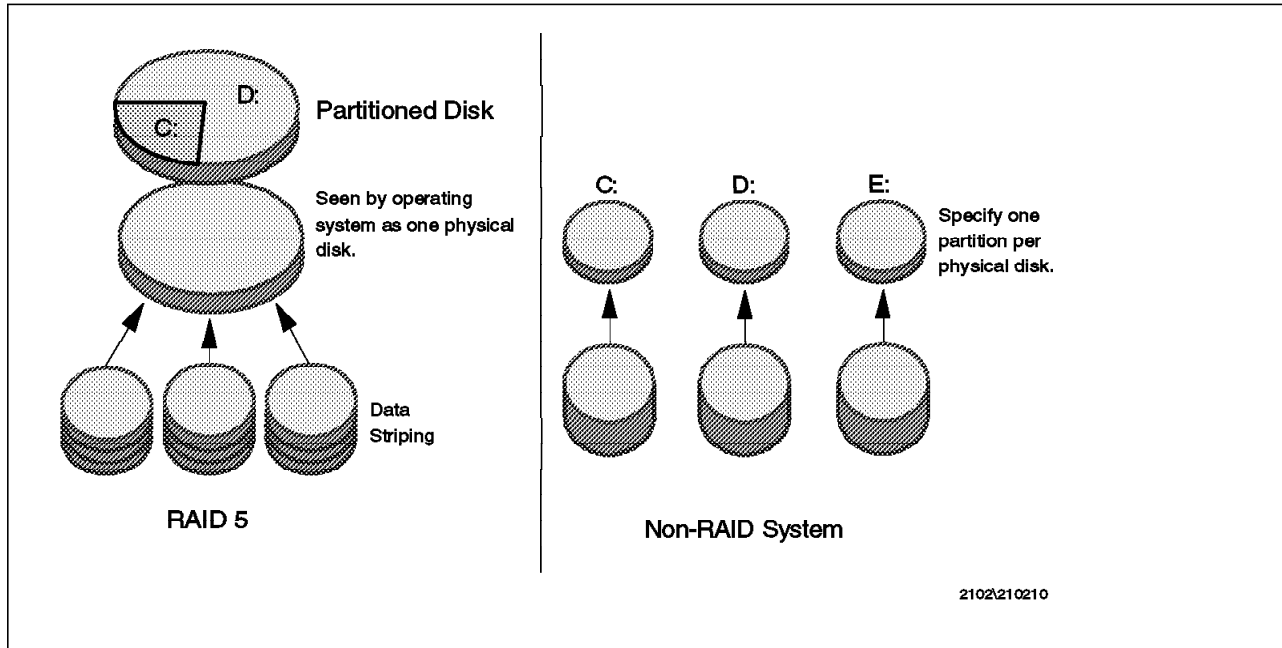 D:
C:
Partitioned Disk
Seen by operating
system as one physical
disk.
Data
Striping
RAID 5
C:
D:
E:
Specify one
partition per
physical disk.
Non-RAID System
2102\210210